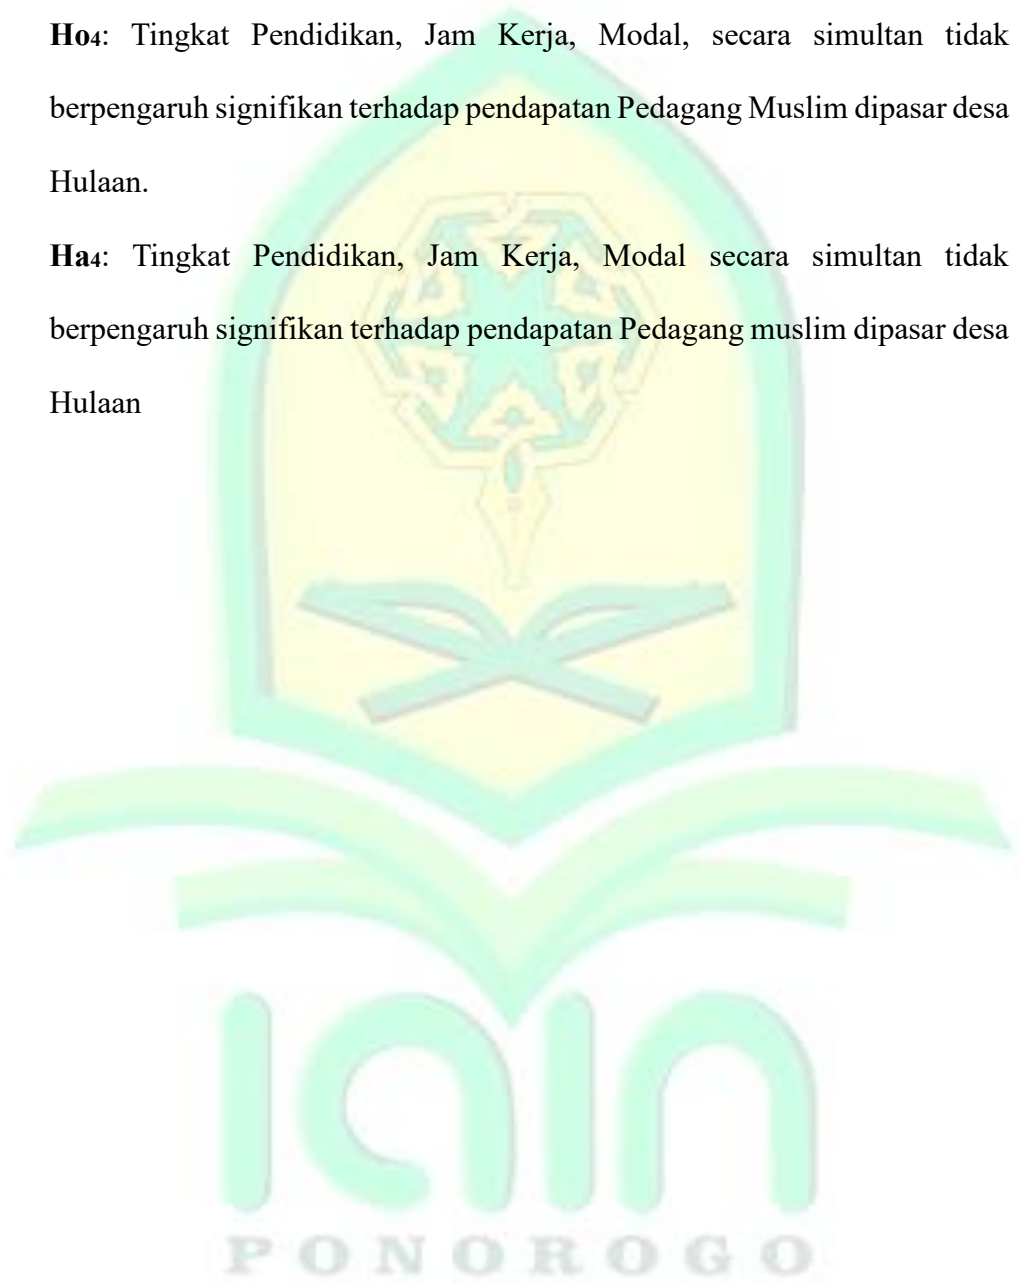 Ho4: Tingkat Pendidikan, Jam Kerja, Modal, secara simultan tidak
berpengaruh signifikan terhadap pendapatan Pedagang Muslim dipasar desa
Hulaan.
Ha4: Tingkat Pendidikan, Jam Kerja, Modal secara simultan tidak
berpengaruh signifikan terhadap pendapatan Pedagang muslim dipasar desa
Hulaan
iain
PONOROGO